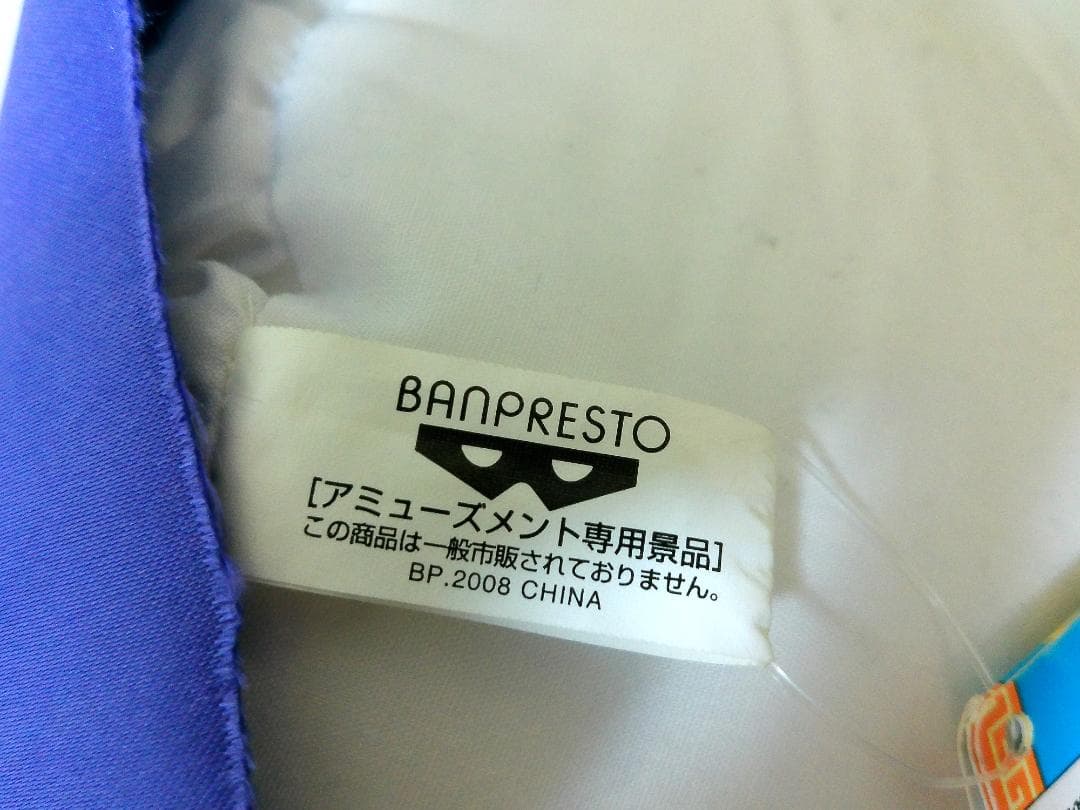 BANPRESTO
[アミューズメント専用景品]
この商品は一般市販されておりません。
BP.2008 CHINA